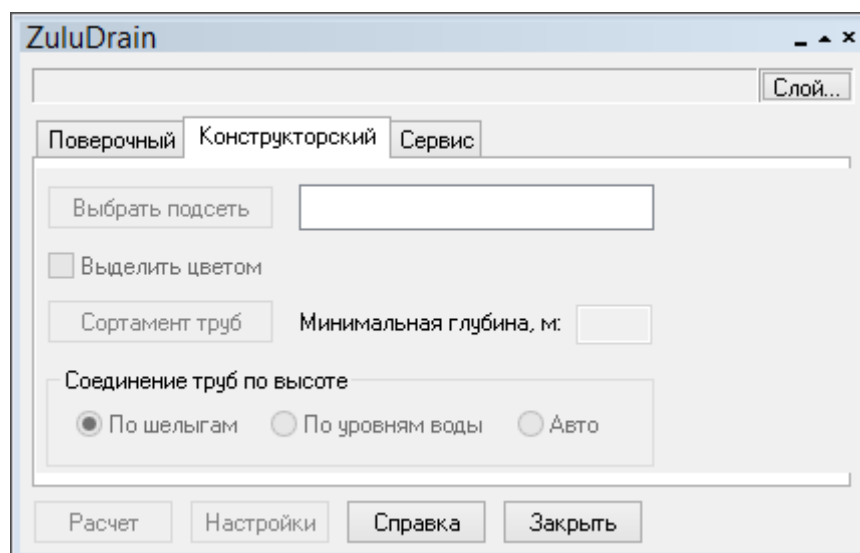 ZuluDrain
Слой...
Поверочный Конструкторский Сервис
Выбрать подсеть
Выделить цветом
Сортамент труб Минимальная глубина, м:
Соединение труб по высоте
По шелыгам По уровням воды Авто
Расчет Настройки Справка Закрыть